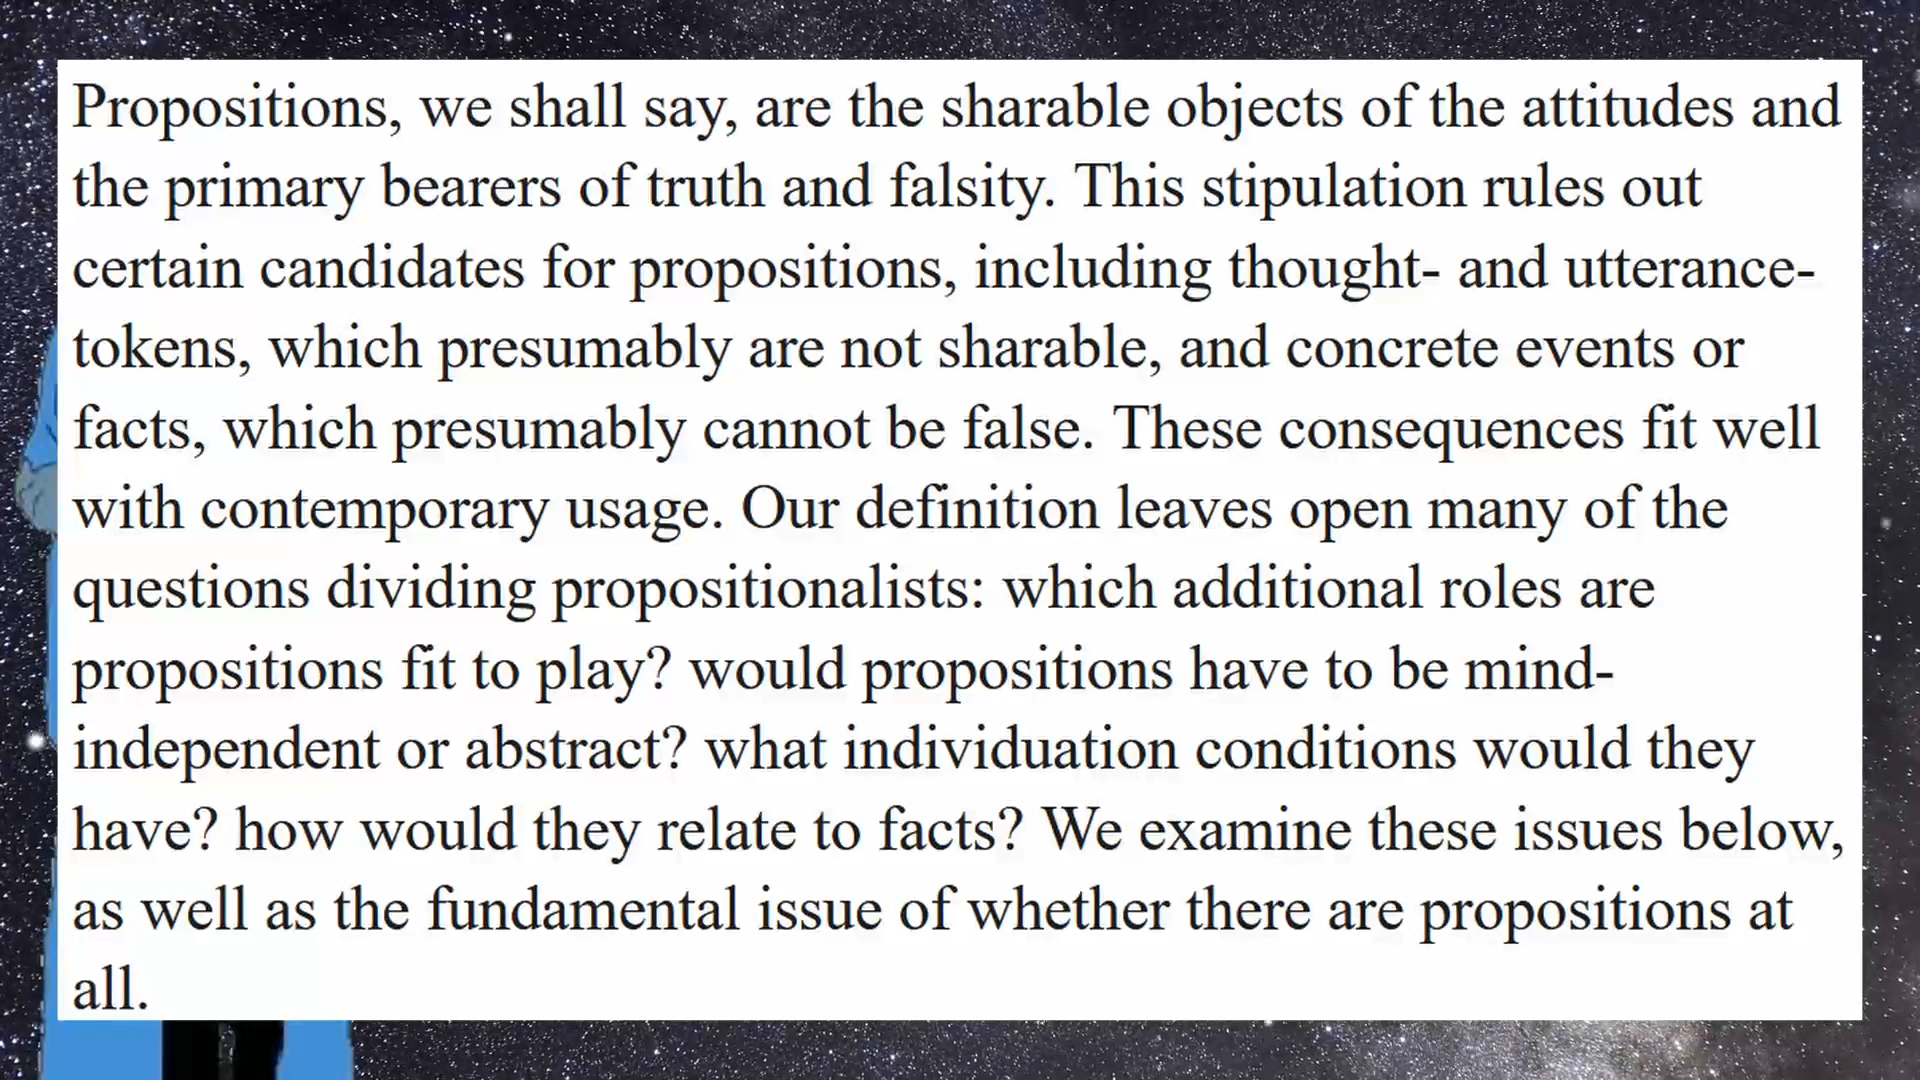 Propositions, we shall say, are the sharable objects of the attitudes and
the primary bearers of truth and falsity. This stipulation rules out
certain candidates for propositions, including thought- and utterance-
tokens, which presumably are not sharable, and concrete events or
facts, which presumably cannot be false. These consequences fit well
with contemporary usage. Our definition leaves open many of the
questions dividing propositionalists: which additional roles are
propositions fit to play? would propositions have to be mind-
independent or abstract? what individuation conditions would they
have? how would they relate to facts? We examine these issues below,
as well as the fundamental issue of whether there are propositions at
all.